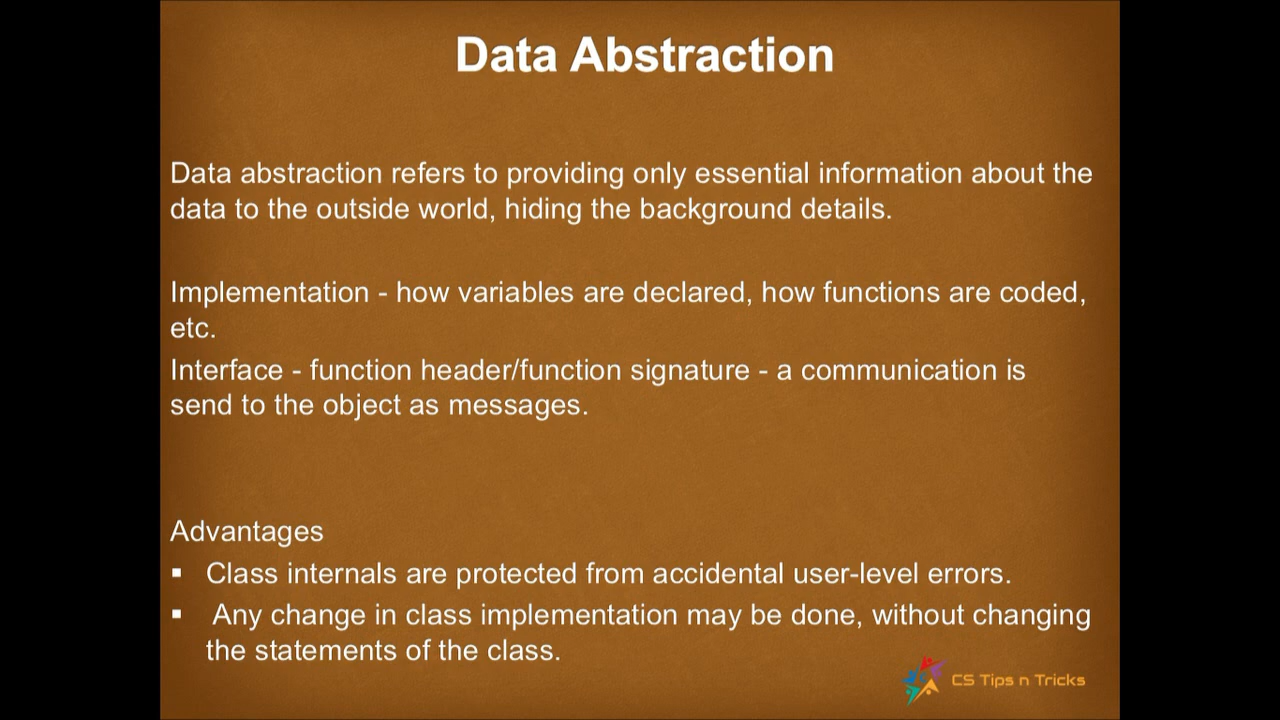 Data Abstraction
Data abstraction refers to providing only essential information about the
data to the outside world, hiding the background details.
Implementation - how variables are declared, how functions are coded,
etc.
Interface - function header/function signature - a communication is
send to the object as messages.
Advantages
▪ Class internals are protected from accidental user-level errors.
▪ Any change in class implementation may be done, without changing
the statements of the class.
CS Tips n Tricks